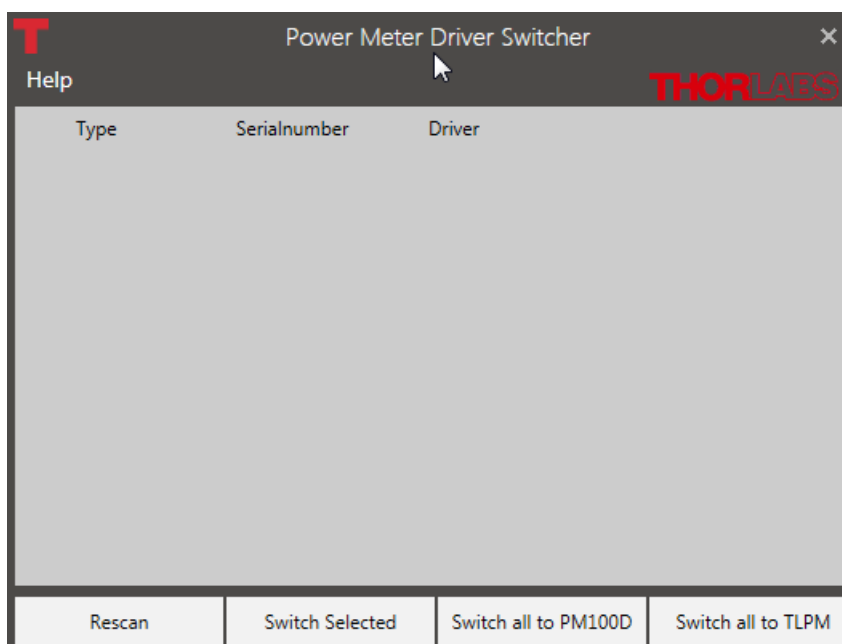 T Power Meter Driver Switcher ×
Help THORLABS
Type Serialnumber Driver
Rescan Switch Selected Switch all to PM100D Switch all to TLPM